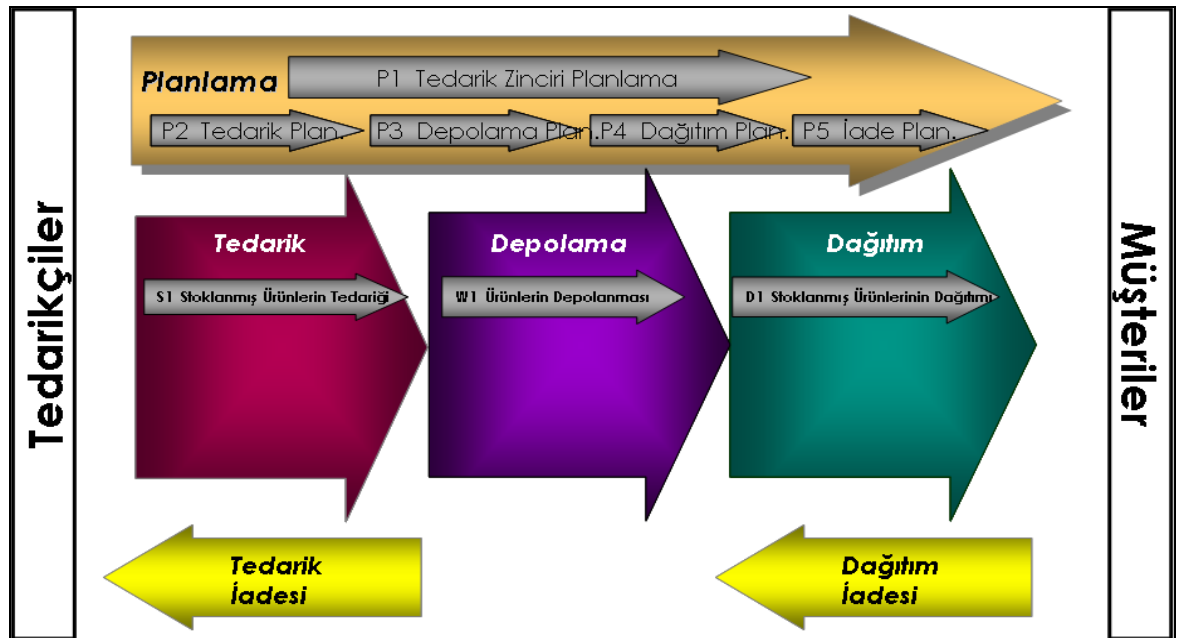 Tedarikçiler
Planlama
P1 Tedarik Zinciri Planlama
P2 Tedarik Plan.
P3 Depolama Plan.
P4 Dağıtım Plan.
P5 İade Plan.
Tedarik
S1 Stoklanmış Ürünlerin Tedariği
Depolama
W1 Ürünlerin Depolanması
Dağıtım
D1 Stoklanmış Ürünlerinin Dağıtımı
Tedarik
İadesi
Dağıtım
İadesi
Müşteriler